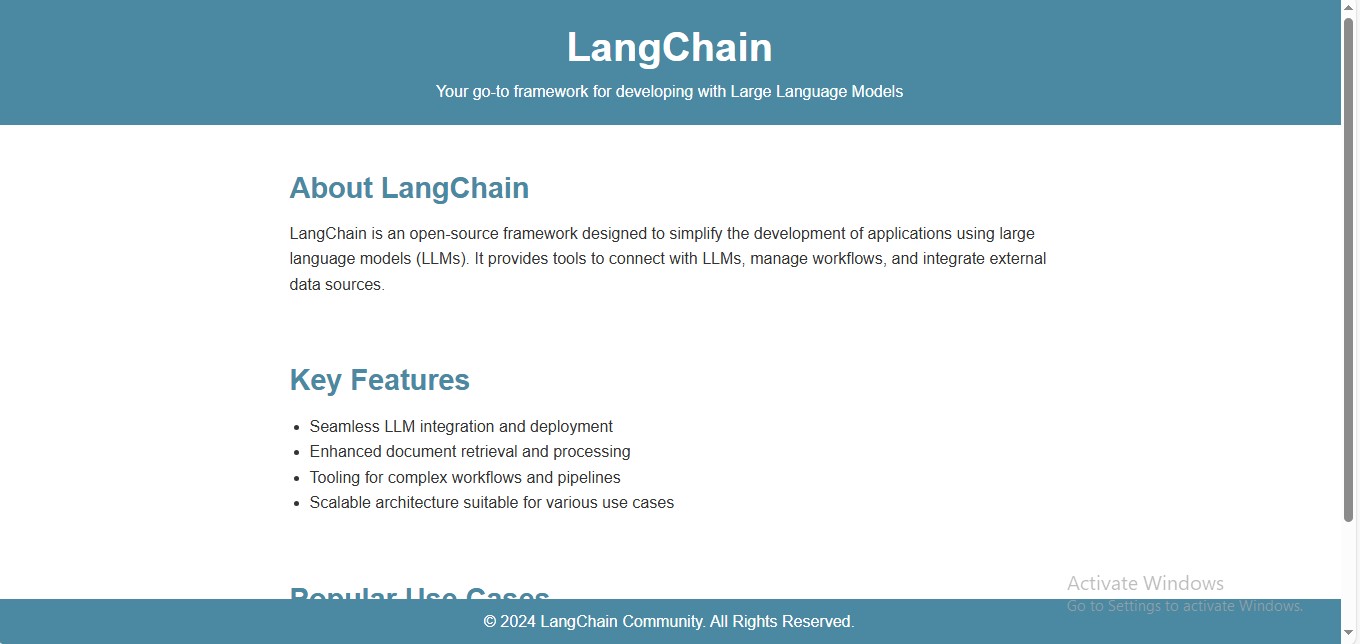 LangChain
Your go-to framework for developing with Large Language Models
About LangChain
LangChain is an open-source framework designed to simplify the development of applications using large
language models (LLMs). It provides tools to connect with LLMs, manage workflows, and integrate external
data sources.
Key Features
• Seamless LLM integration and deployment
• Enhanced document retrieval and processing
• Tooling for complex workflows and pipelines
• Scalable architecture suitable for various use cases
Popular Use Cases
Activate Windows
Go to Settings to activate Windows.
© 2024 LangChain Community. All Rights Reserved.